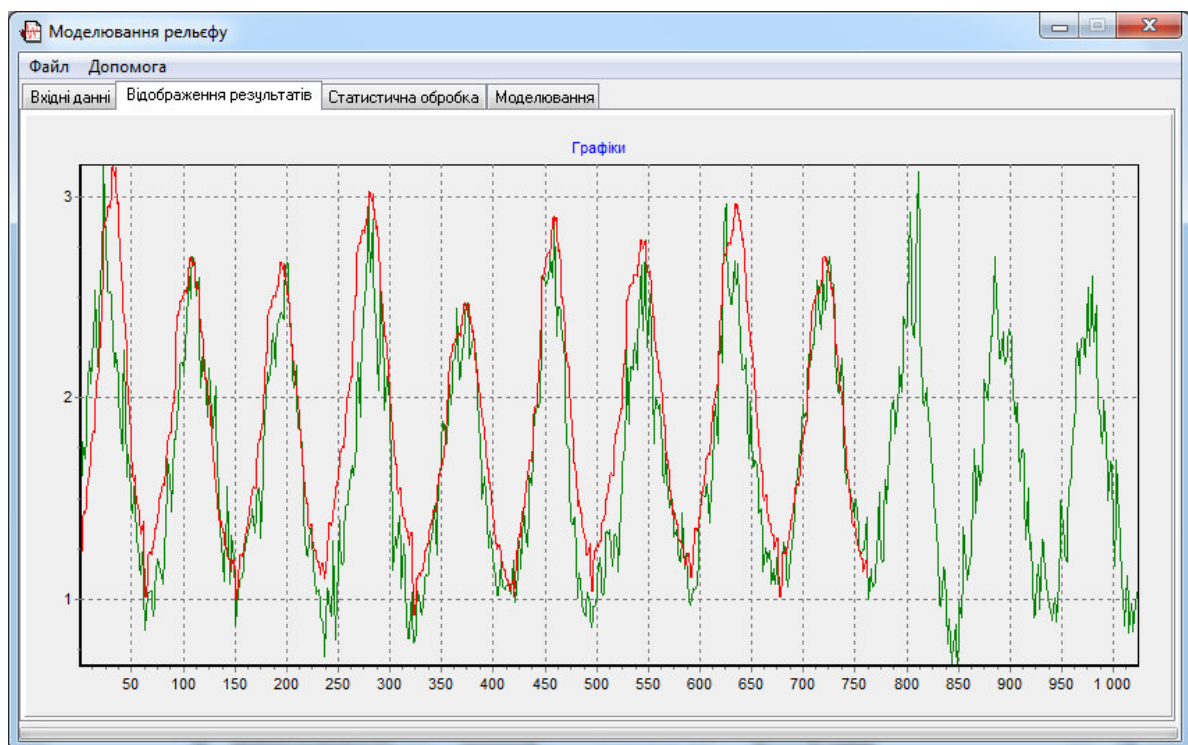 Моделювання рельєфу
Файл Допомога
Вхідні данні Відображення результатів Статистична обробка Моделювання
Графіки
3
2
1
50 100 150 200 250 300 350 400 450 500 550 600 650 700 750 800 850 900 950 1 000